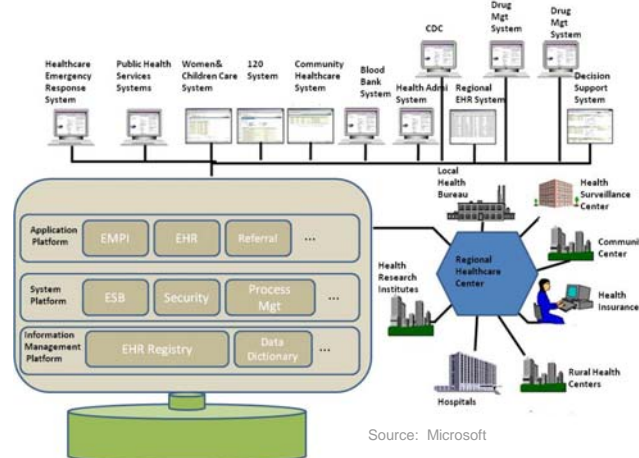 CDC
Drug
Mgt
System
Drug
Mgt
System
Healthcare
Emergency
Response
System
Public Health
Services
Systems
Women&
Children Care
System
120
System
Community
Healthcare
System
Blood
Bank
System
Health Admi
System
Regional
EHR System
Decision
Support
System
Application
Platform
EMPI
EHR
Referral
...
System
Platform
ESB
Security
Process
Mgt
...
Information
Management
Platform
EHR Registry
Data
Dictionary
...
Local
Health
Bureau
Health
Surveillance
Center
Communi
Center
Health
Insurance
Rural Health
Centers
Hospitals
Health
Research
Institutes
Regional
Healthcare
Center
Source: Microsoft